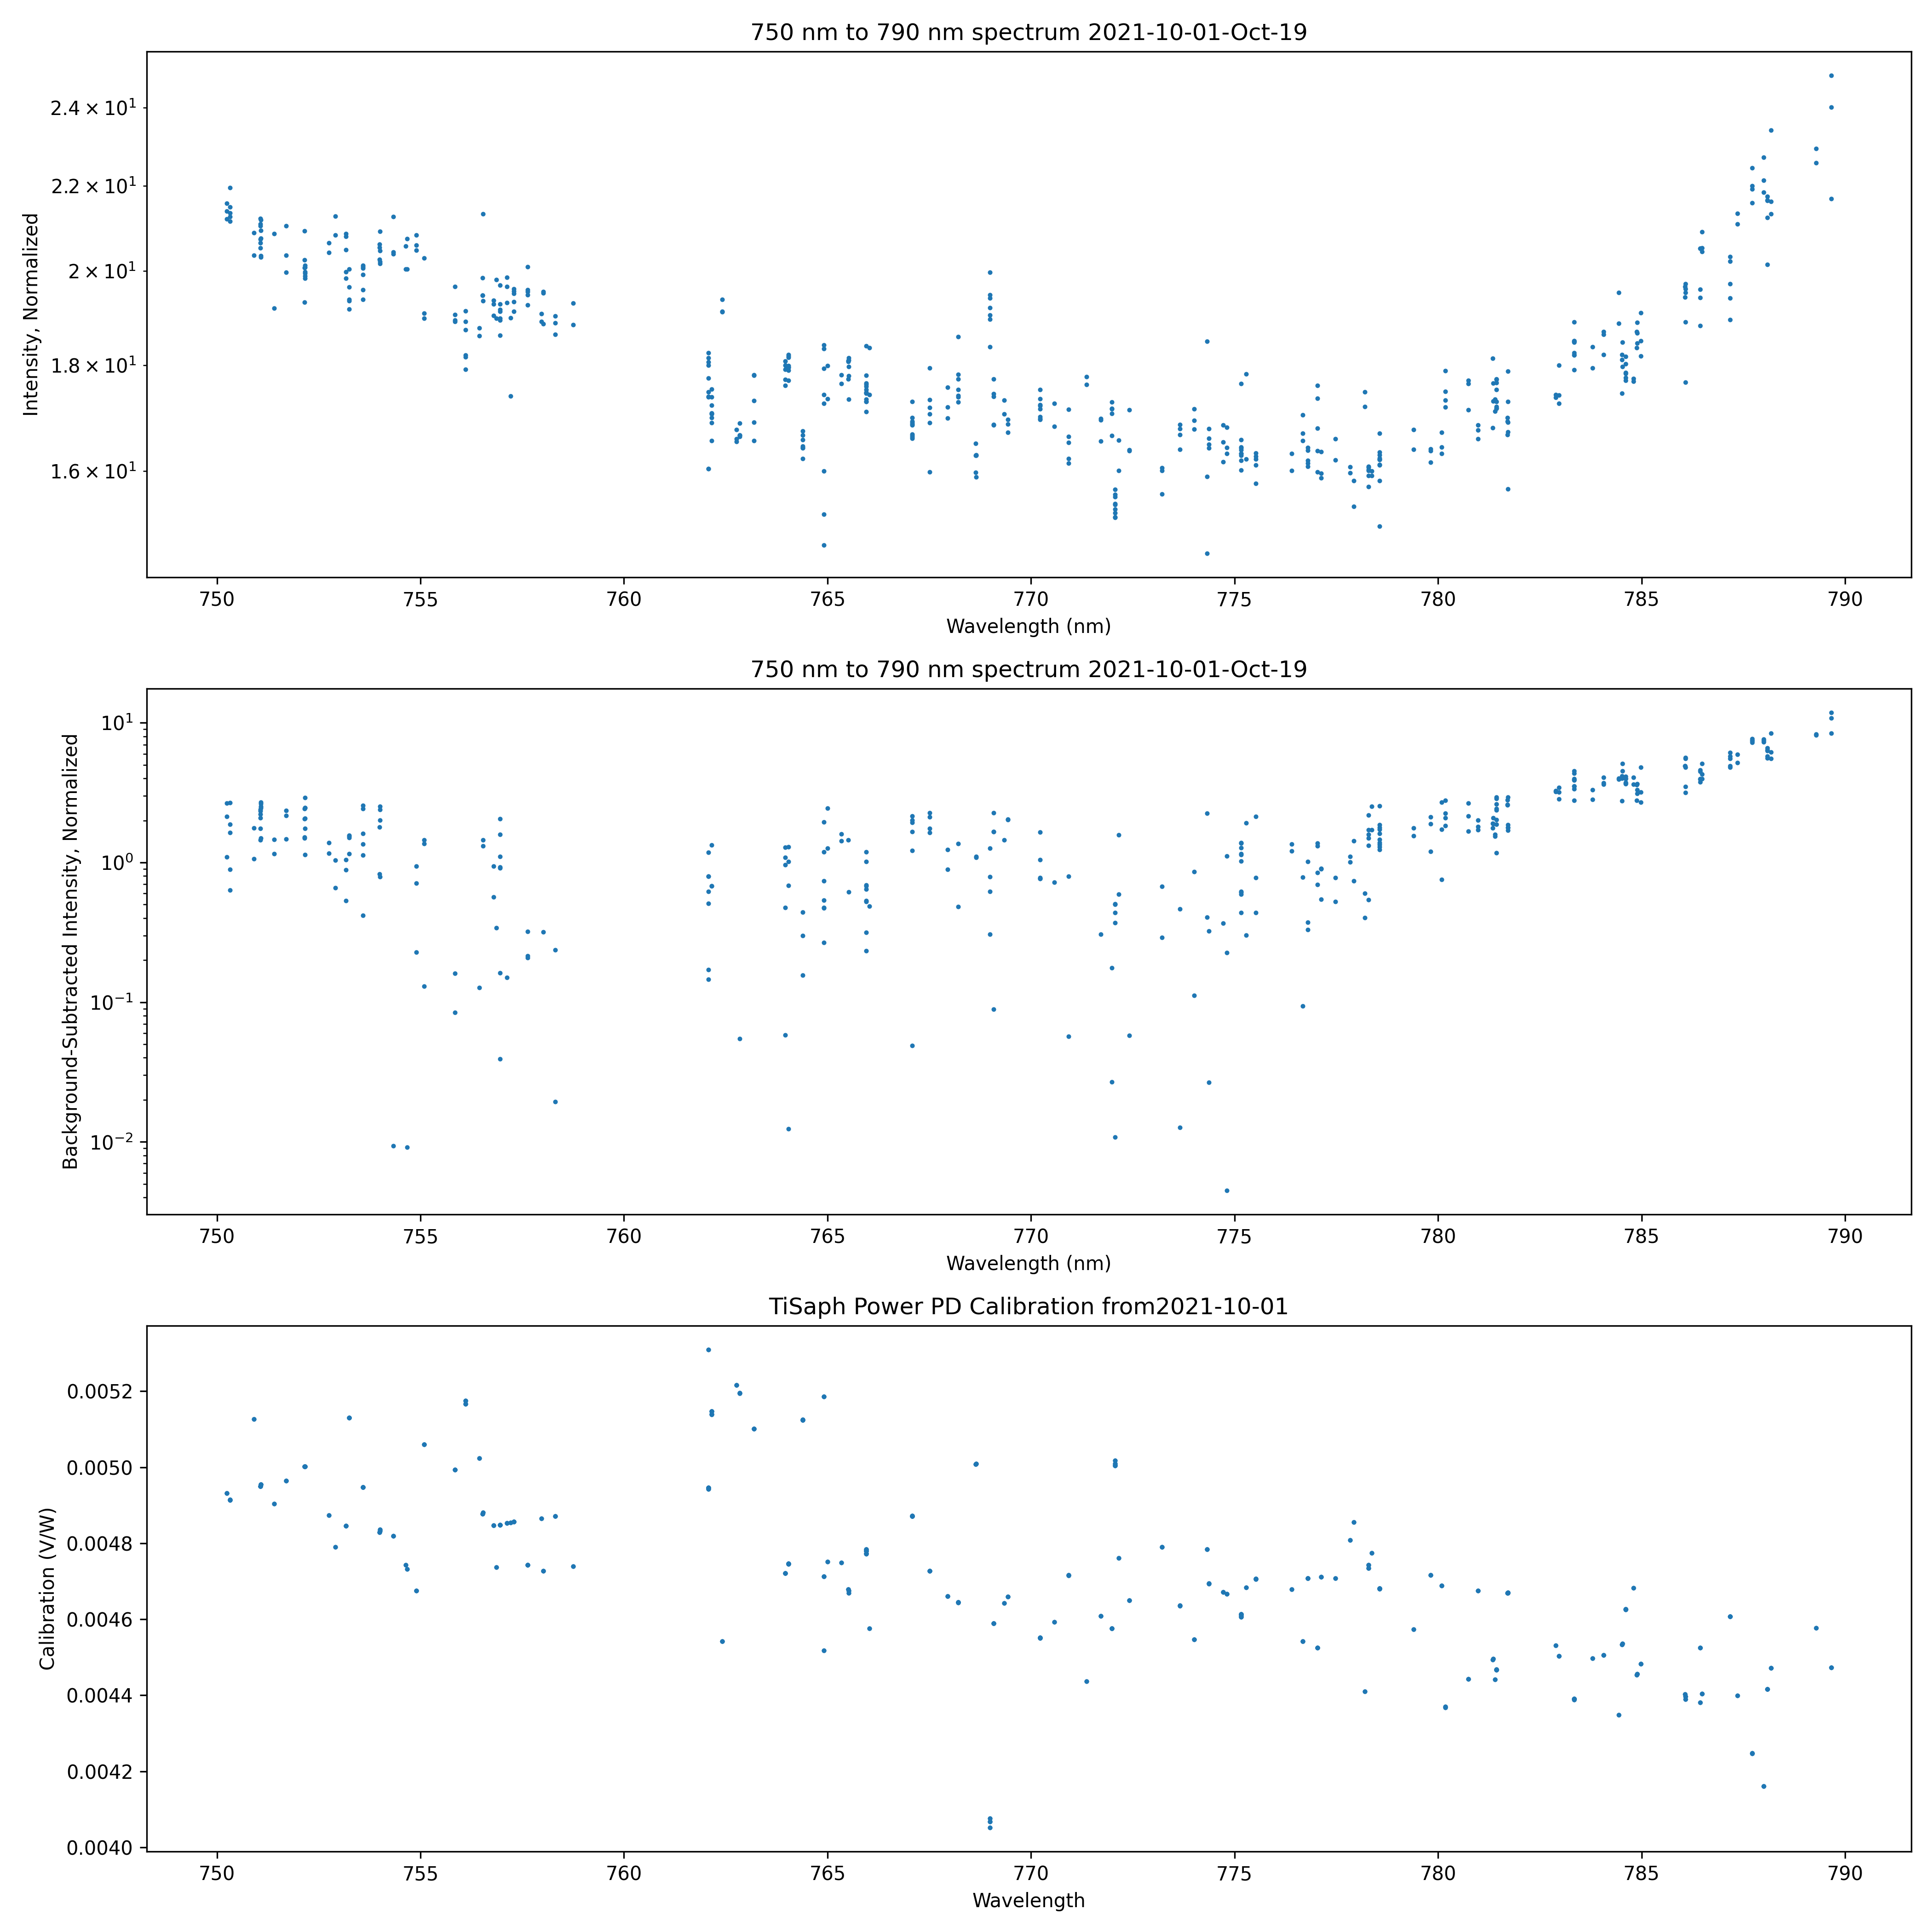 750 nm to 790 nm spectrum 2021-10-01-Oct-19
Intensity, Normalized
2.4 × 10¹
2.2 × 10¹
2 × 10¹
1.8 × 10¹
1.6 × 10¹
750 755 760 765 770 775 780 785 790
Wavelength (nm)
750 nm to 790 nm spectrum 2021-10-01-Oct-19
Background-Subtracted Intensity, Normalized
10¹
10⁰
10⁻¹
10⁻²
750 755 760 765 770 775 780 785 790
Wavelength (nm)
TiSaph Power PD Calibration from2021-10-01
Calibration (V/W)
0.0052
0.0050
0.0048
0.0046
0.0044
0.0042
0.0040
750 755 760 765 770 775 780 785 790
Wavelength